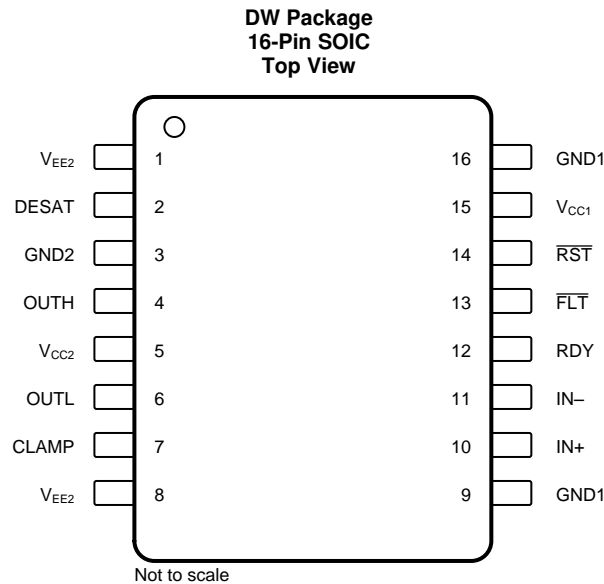 DW Package
16-Pin SOIC
Top View
VEE2 1 16 GND1
DESAT 2 15 VCC1
GND2 3 14 RST
OUTH 4 13 FLT
VCC2 5 12 RDY
OUTL 6 11 IN–
CLAMP 7 10 IN+
VEE2 8 9 GND1
Not to scale